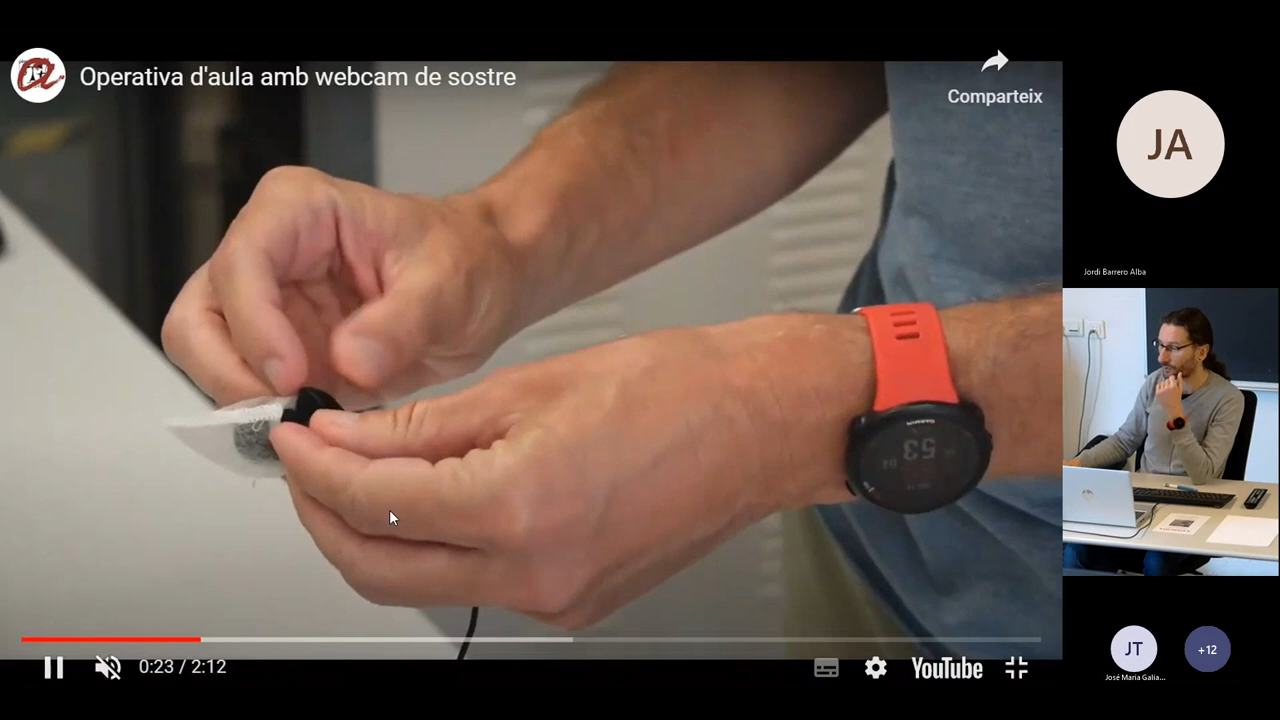 Operativa d'aula amb webcam de sostre
Comparteix
JA
Jordi Barrero Alba
GARMIN
53
0:23 / 2:12
YouTube
JT
+12
José Maria Galia...